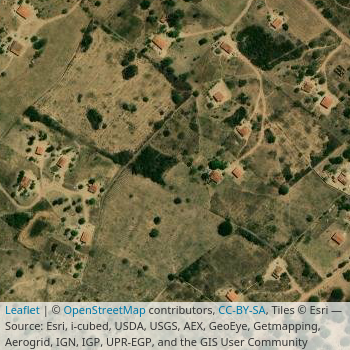 Leaflet | © OpenStreetMap contributors, CC-BY-SA, Tiles © Esri —
Source: Esri, i-cubed, USDA, USGS, AEX, GeoEye, Getmapping,
Aerogrid, IGN, IGP, UPR-EGP, and the GIS User Community